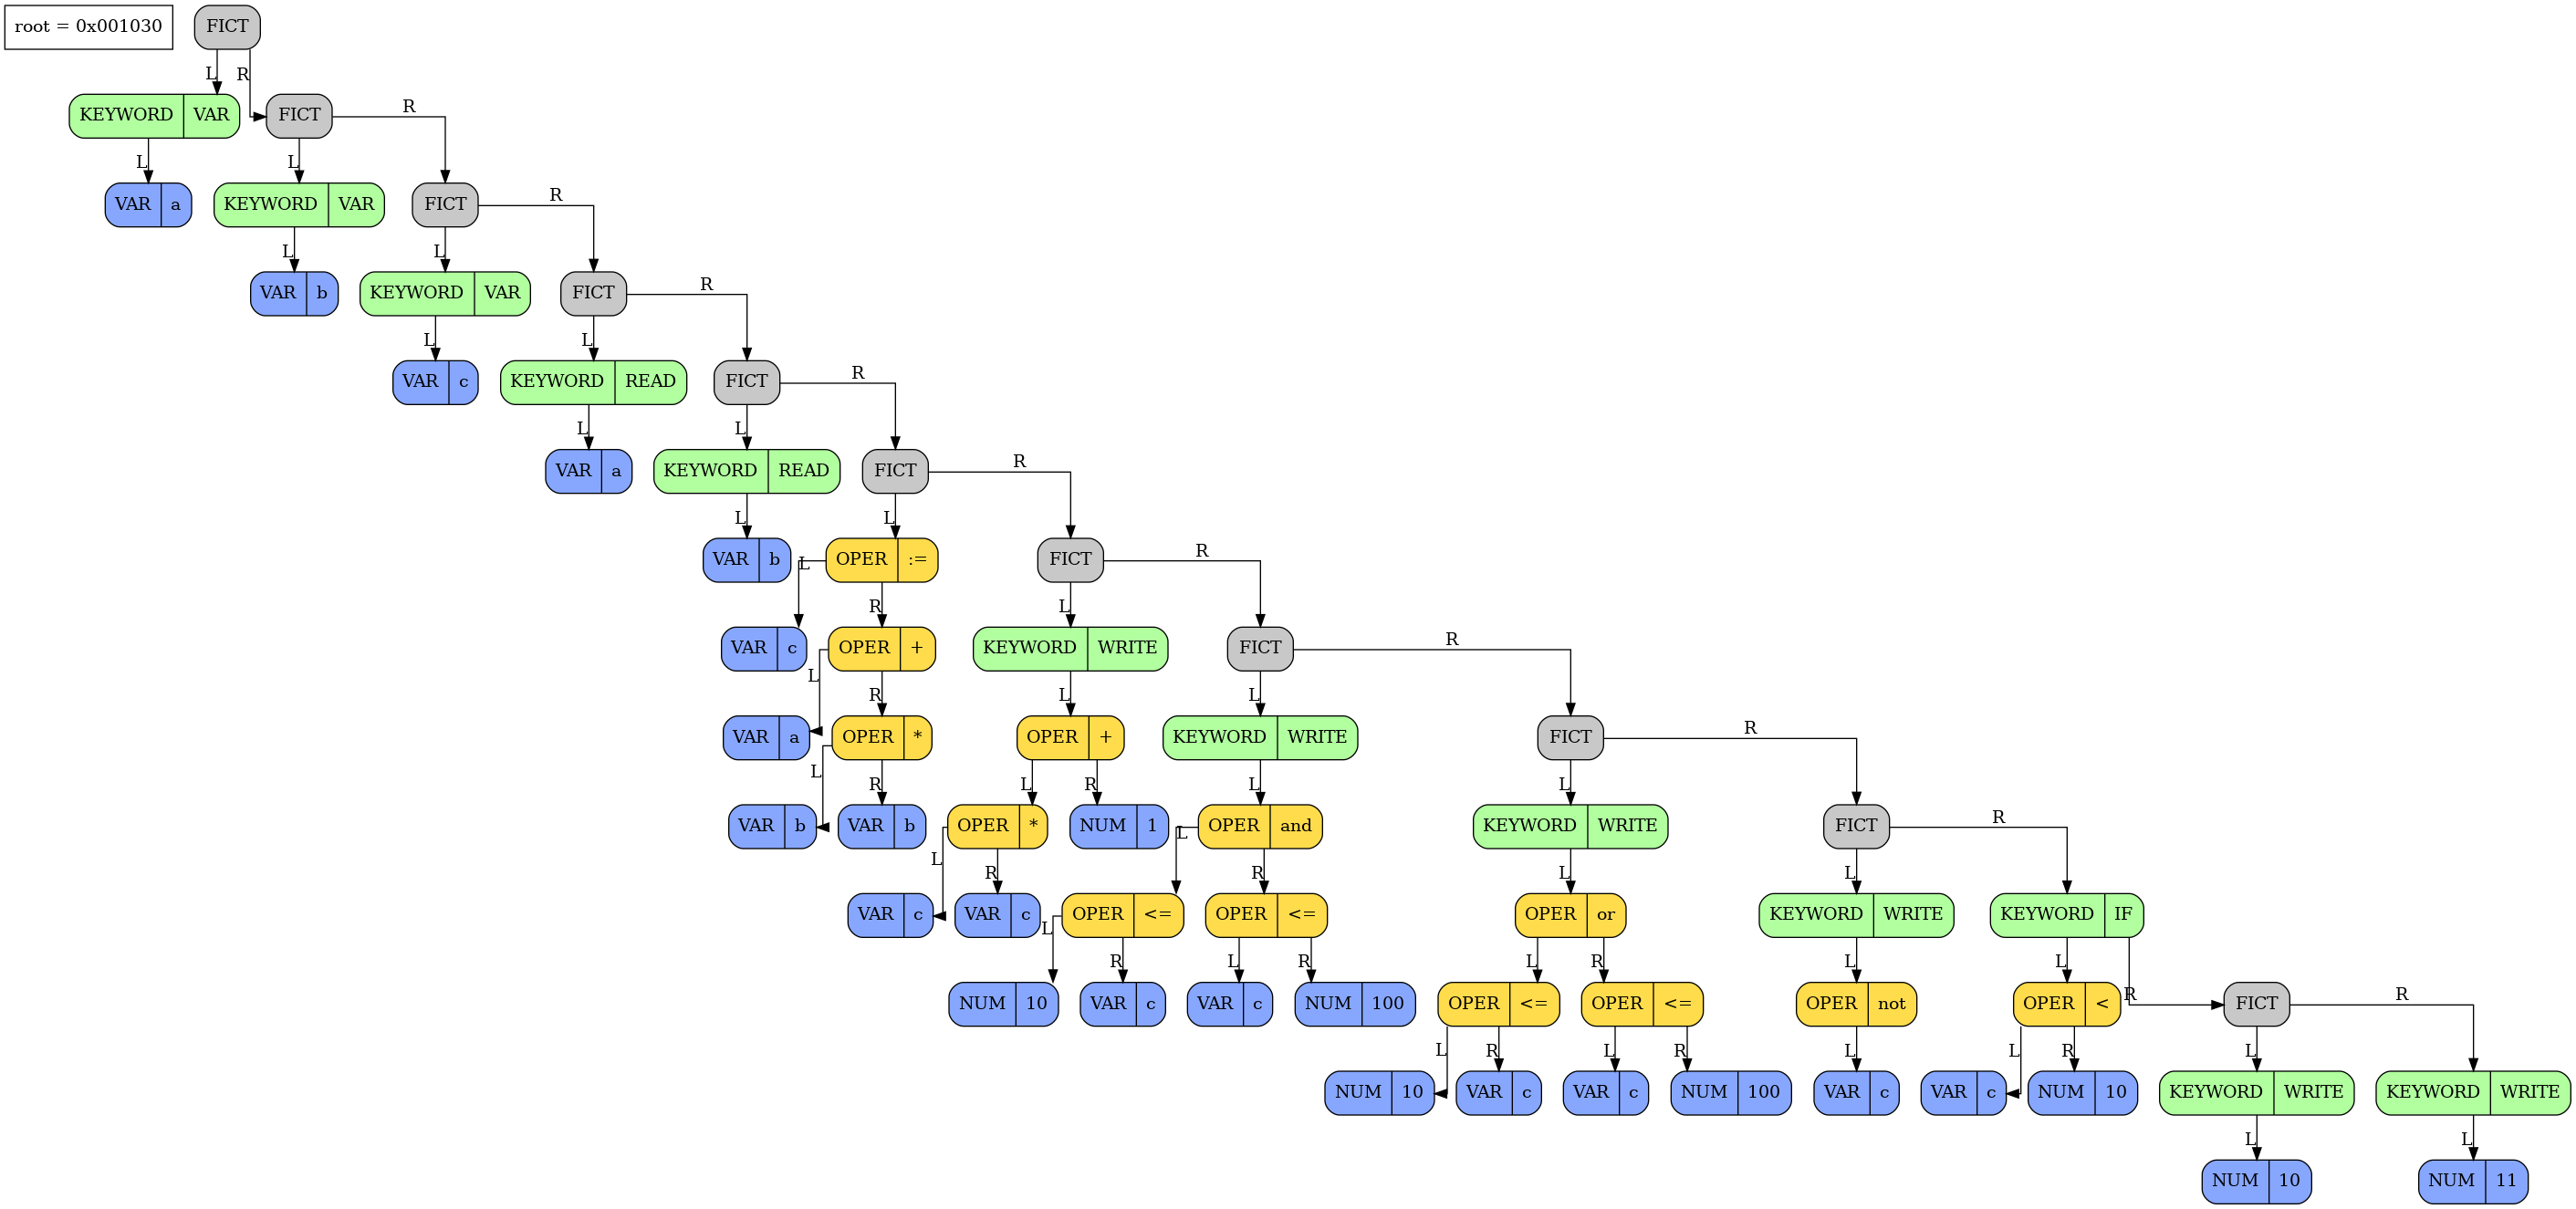 root = 0x001030
FICT
L
R
KEYWORD VAR
FICT
R
L
L
VAR a
KEYWORD VAR
FICT
R
L
L
VAR b
KEYWORD VAR
FICT
R
L
L
VAR c
KEYWORD READ
FICT
R
L
L
VAR a
KEYWORD READ
FICT
R
L
L
VAR b
OPER :=
FICT
R
L
R
L
VAR c
OPER +
KEYWORD WRITE
FICT
R
L
R
L
L
VAR a
OPER *
OPER +
KEYWORD WRITE
FICT
R
L
R
L
R
L
L
VAR b
VAR b
OPER *
NUM 1
OPER and
KEYWORD WRITE
FICT
R
L
R
L
R
L
L
VAR c
VAR c
OPER <=
OPER <=
OPER or
KEYWORD WRITE
KEYWORD IF
L
R
L
R
L
R
L
L
R
NUM 10
VAR c
VAR c
NUM 100
OPER <=
OPER <=
OPER not
OPER <
FICT
R
L
R
L
R
L
L
R
L
NUM 10
VAR c
VAR c
NUM 100
VAR c
VAR c
NUM 10
KEYWORD WRITE
KEYWORD WRITE
L
L
NUM 10
NUM 11